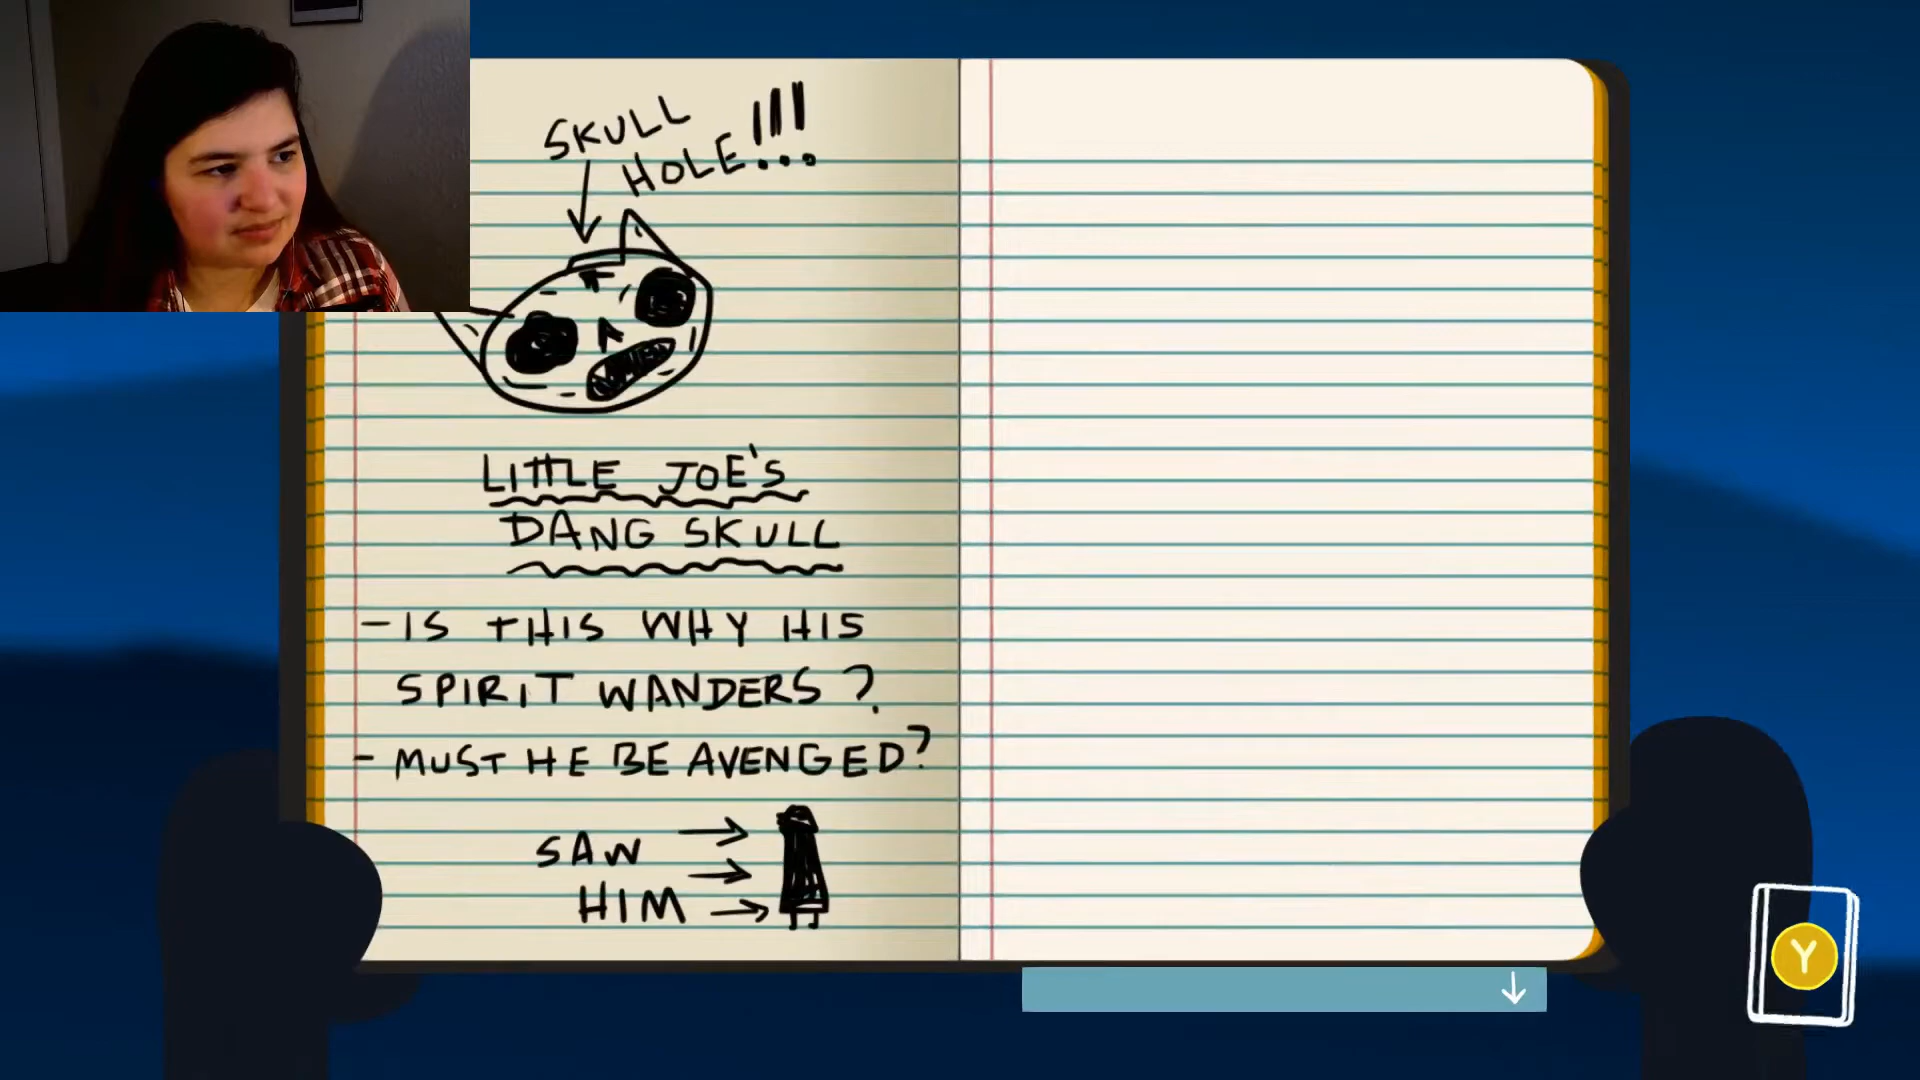 SKULL
HOLE!!!
LITTLE JOE'S
DANG SKULL
-IS THIS WHY HIS
SPIRIT WANDERS?
-MUST HE BE AVENGED?
SAW
HIM
Y